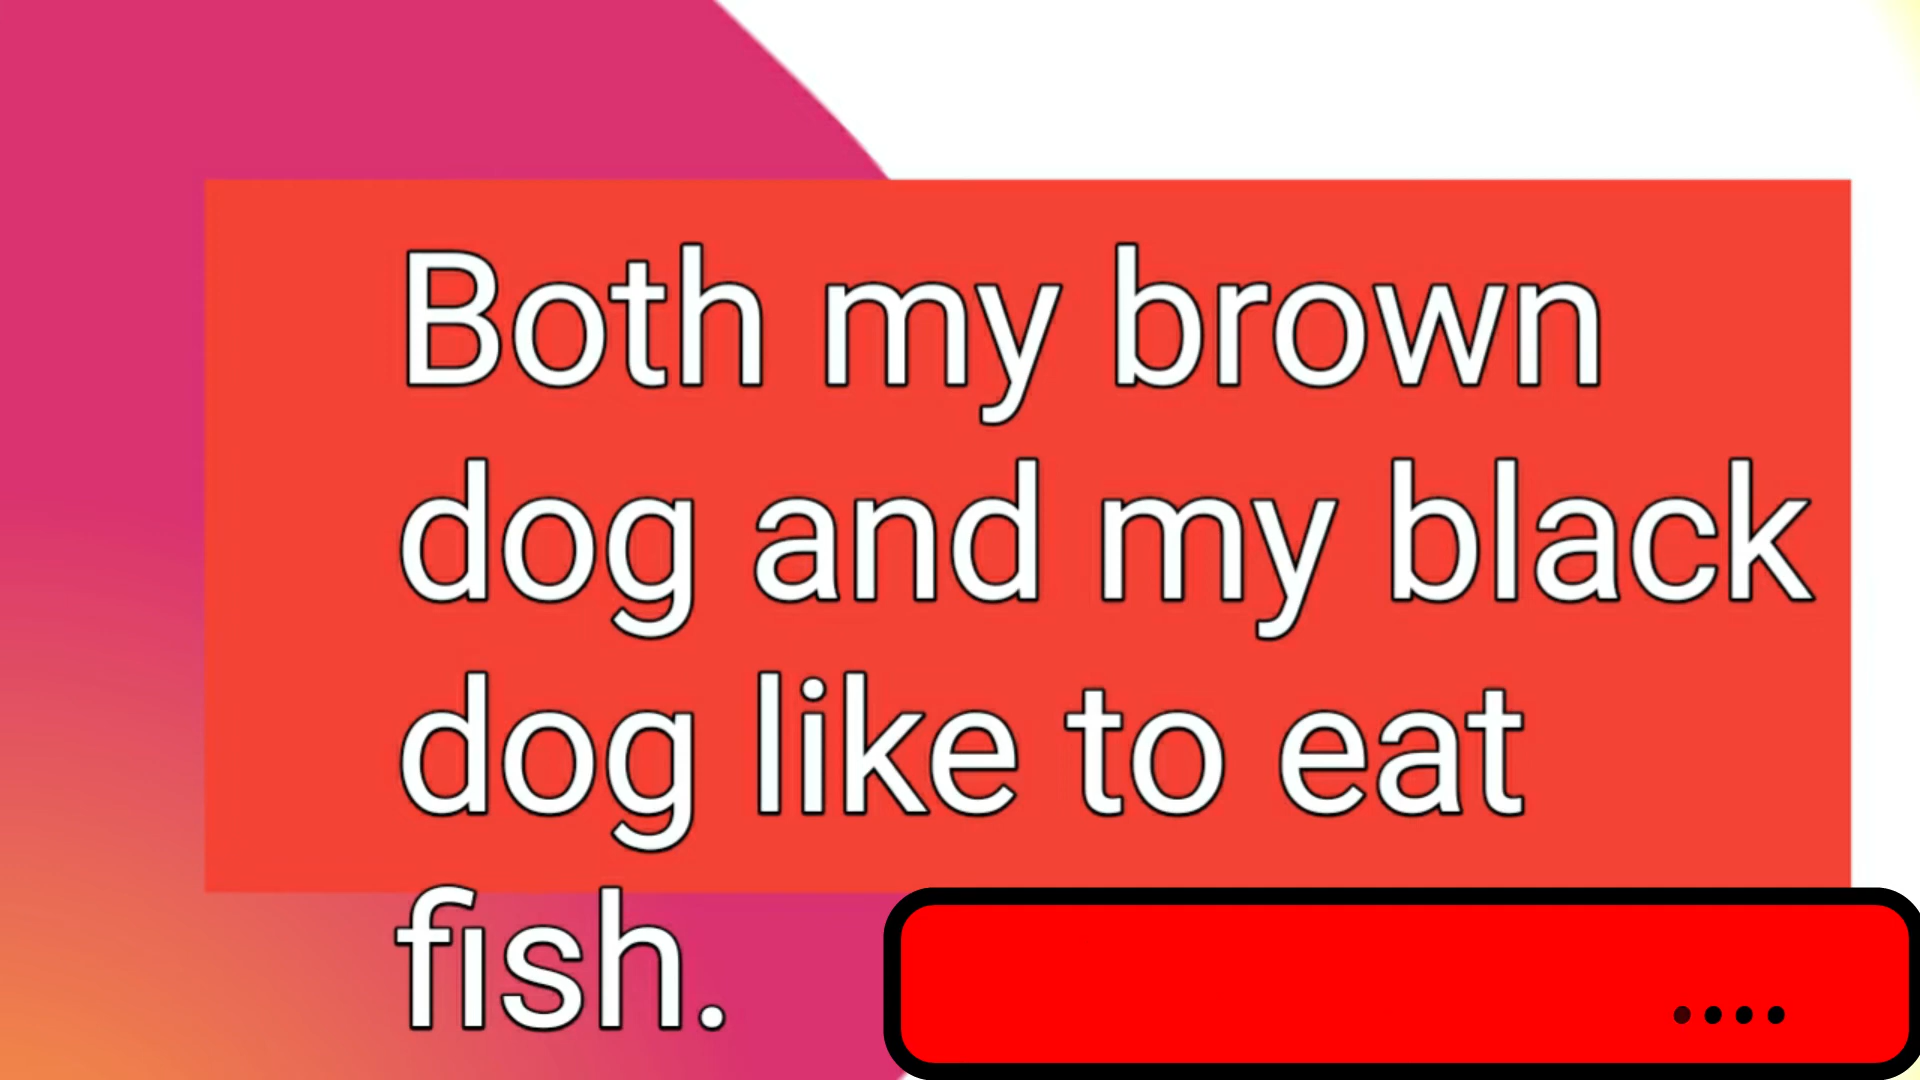 Both my brown
dog and my black
dog like to eat
fish.
....